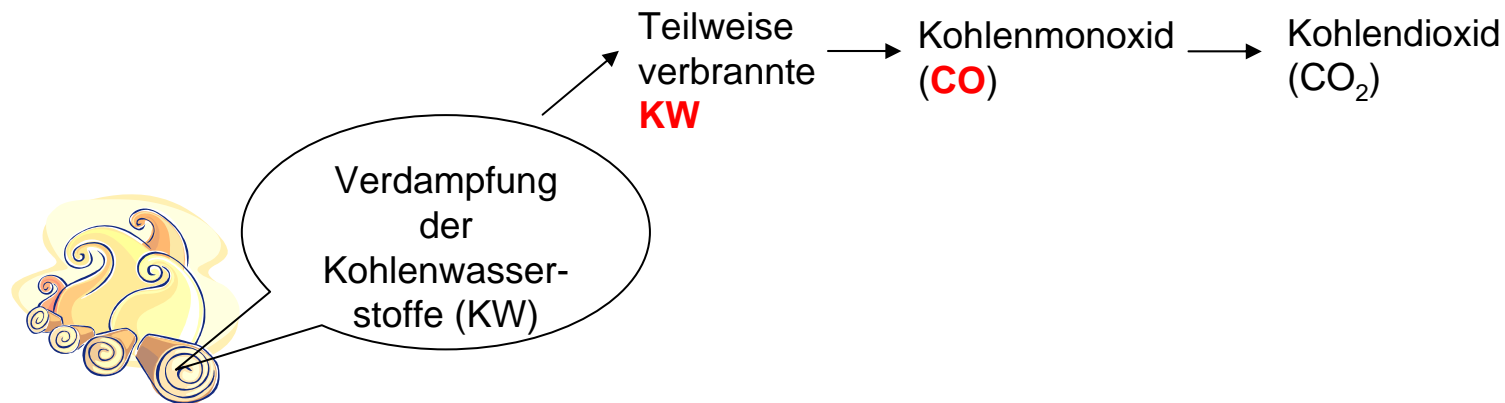 Teilweise
verbrannte
KW
Kohlenmonoxid
(CO)
Kohlendioxid
(CO₂)
Verdampfung
der
Kohlenwasser-
stoffe (KW)